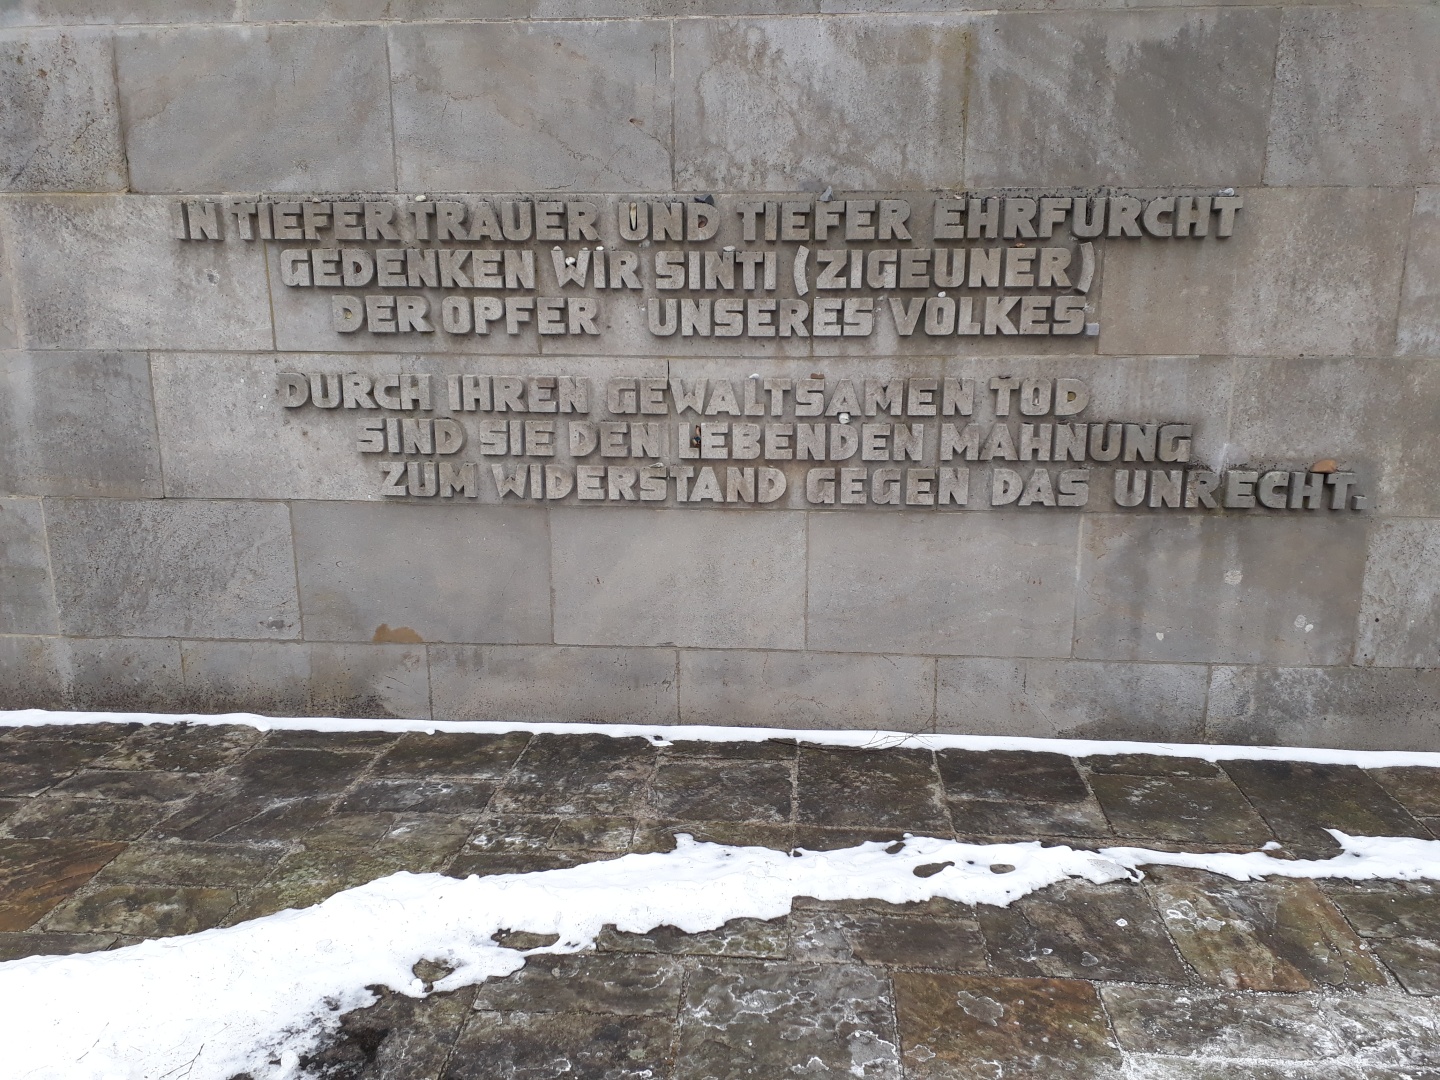 IN TIEFER TRAUER UND TIEFER EHRFURCHT
GEDENKEN WIR SINTI (ZIGEUNER)
DER OPFER UNSERES VOLKES.
DURCH IHREN GEWALTSAMEN TOD
SIND SIE DEN LEBENDEN MAHNUNG
ZUM WIDERSTAND GEGEN DAS UNRECHT.